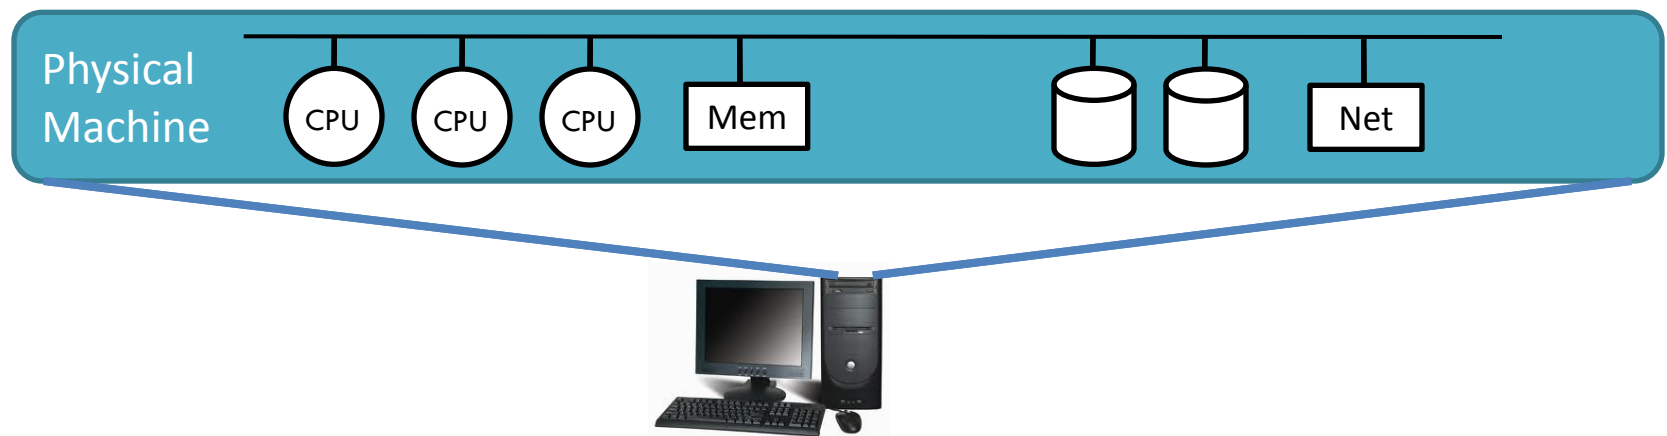 Physical
Machine
CPU
CPU
CPU
Mem
Net